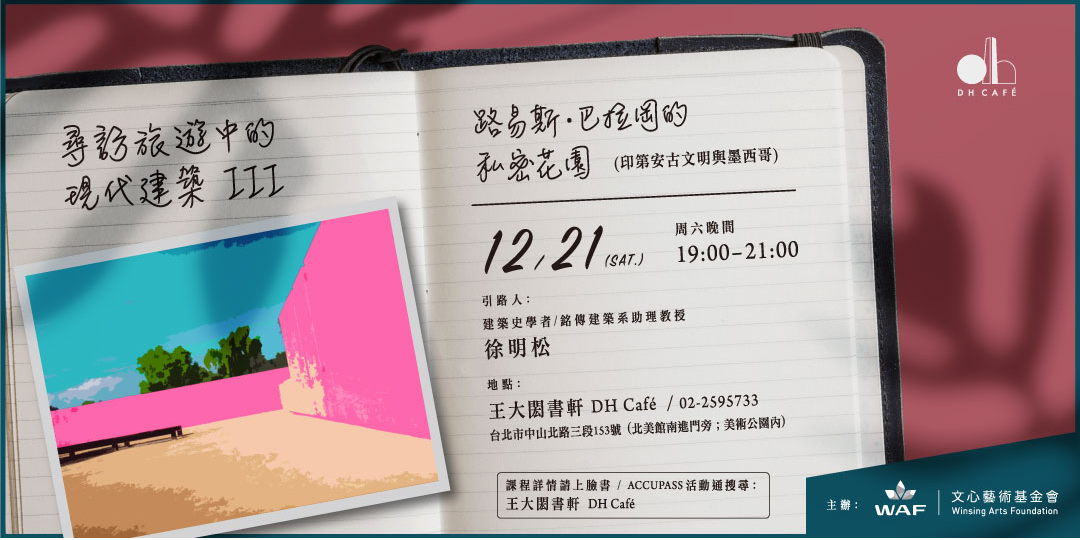 尋訪旅遊中的
現代建築 III
路易斯·巴拉岡的
私密花園 (印第安古文明與墨西哥)
12/21 (SAT.)
周六晚間
19:00–21:00
引路人:
建築史學者/銘傳建築系助理教授
徐明松
地點:
王大閎書軒 DH Café / 02-2595733
台北市中山北路三段153號(北美館南進門旁;美術公園內)
課程詳情請上臉書 / ACCUPASS活動通搜尋:
王大閎書軒 DH Café
dh
DH CAFÉ
主辦:
WAF
文心藝術基金會
Winsing Arts Foundation